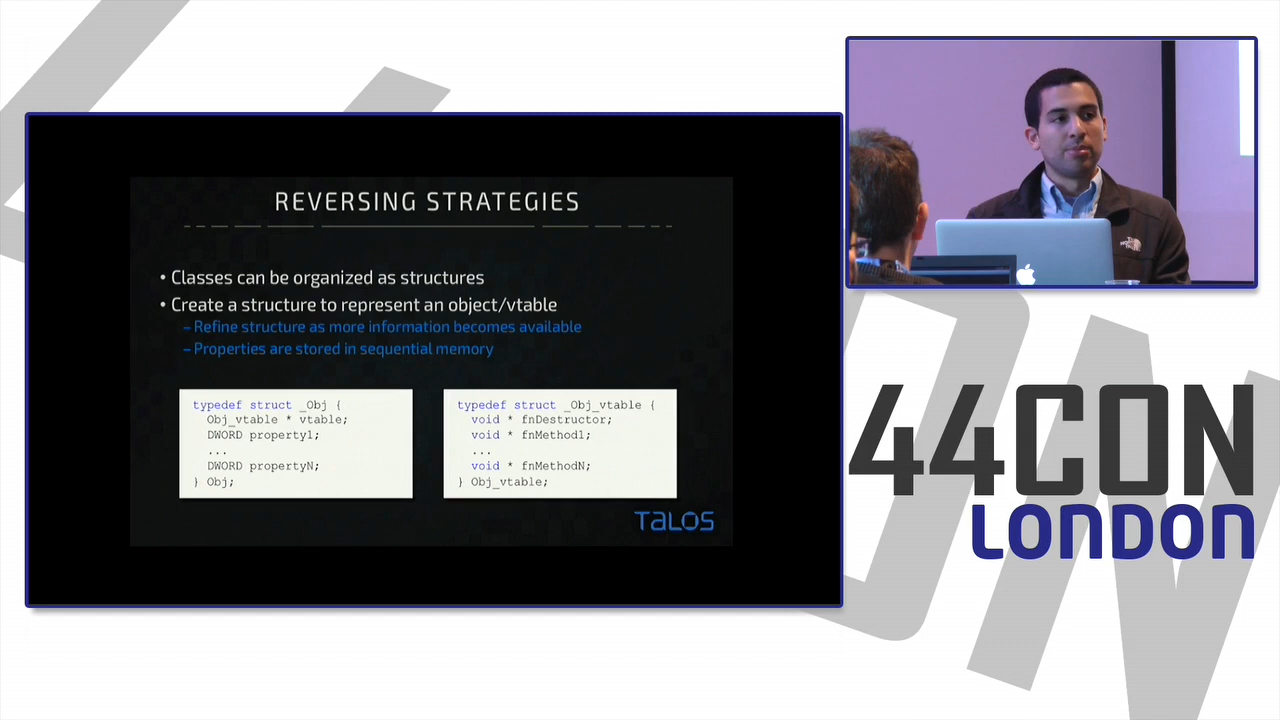 REVERSING STRATEGIES
• Classes can be organized as structures
• Create a structure to represent an object/vtable
– Refine structure as more information becomes available
– Properties are stored in sequential memory
typedef struct _Obj {
Obj_vtable * vtable;
DWORD property1;
...
DWORD propertyN;
} Obj;
typedef struct _Obj_vtable {
void * fnDestructor;
void * fnMethod1;
...
void * fnMethodN;
} Obj_vtable;
TALOS
44CON
LONDON